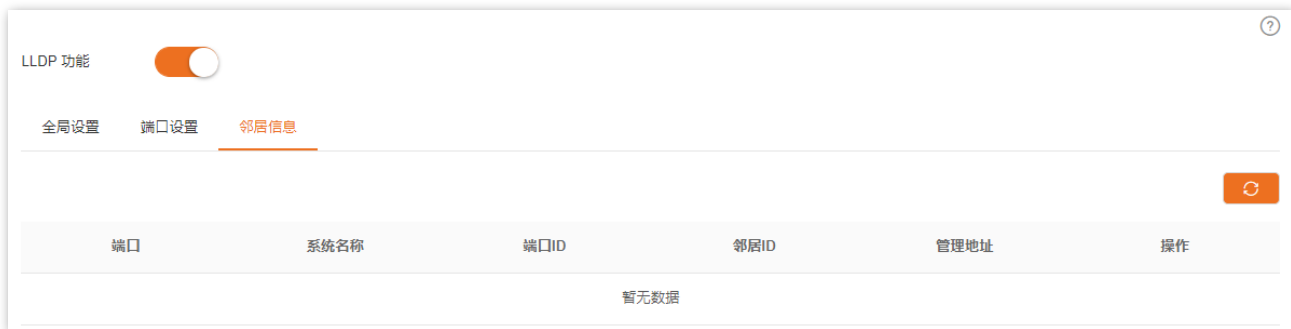 ?
LLDP 功能
全局设置 端口设置 邻居信息
端口 系统名称 端口ID 邻居ID 管理地址 操作
暂无数据